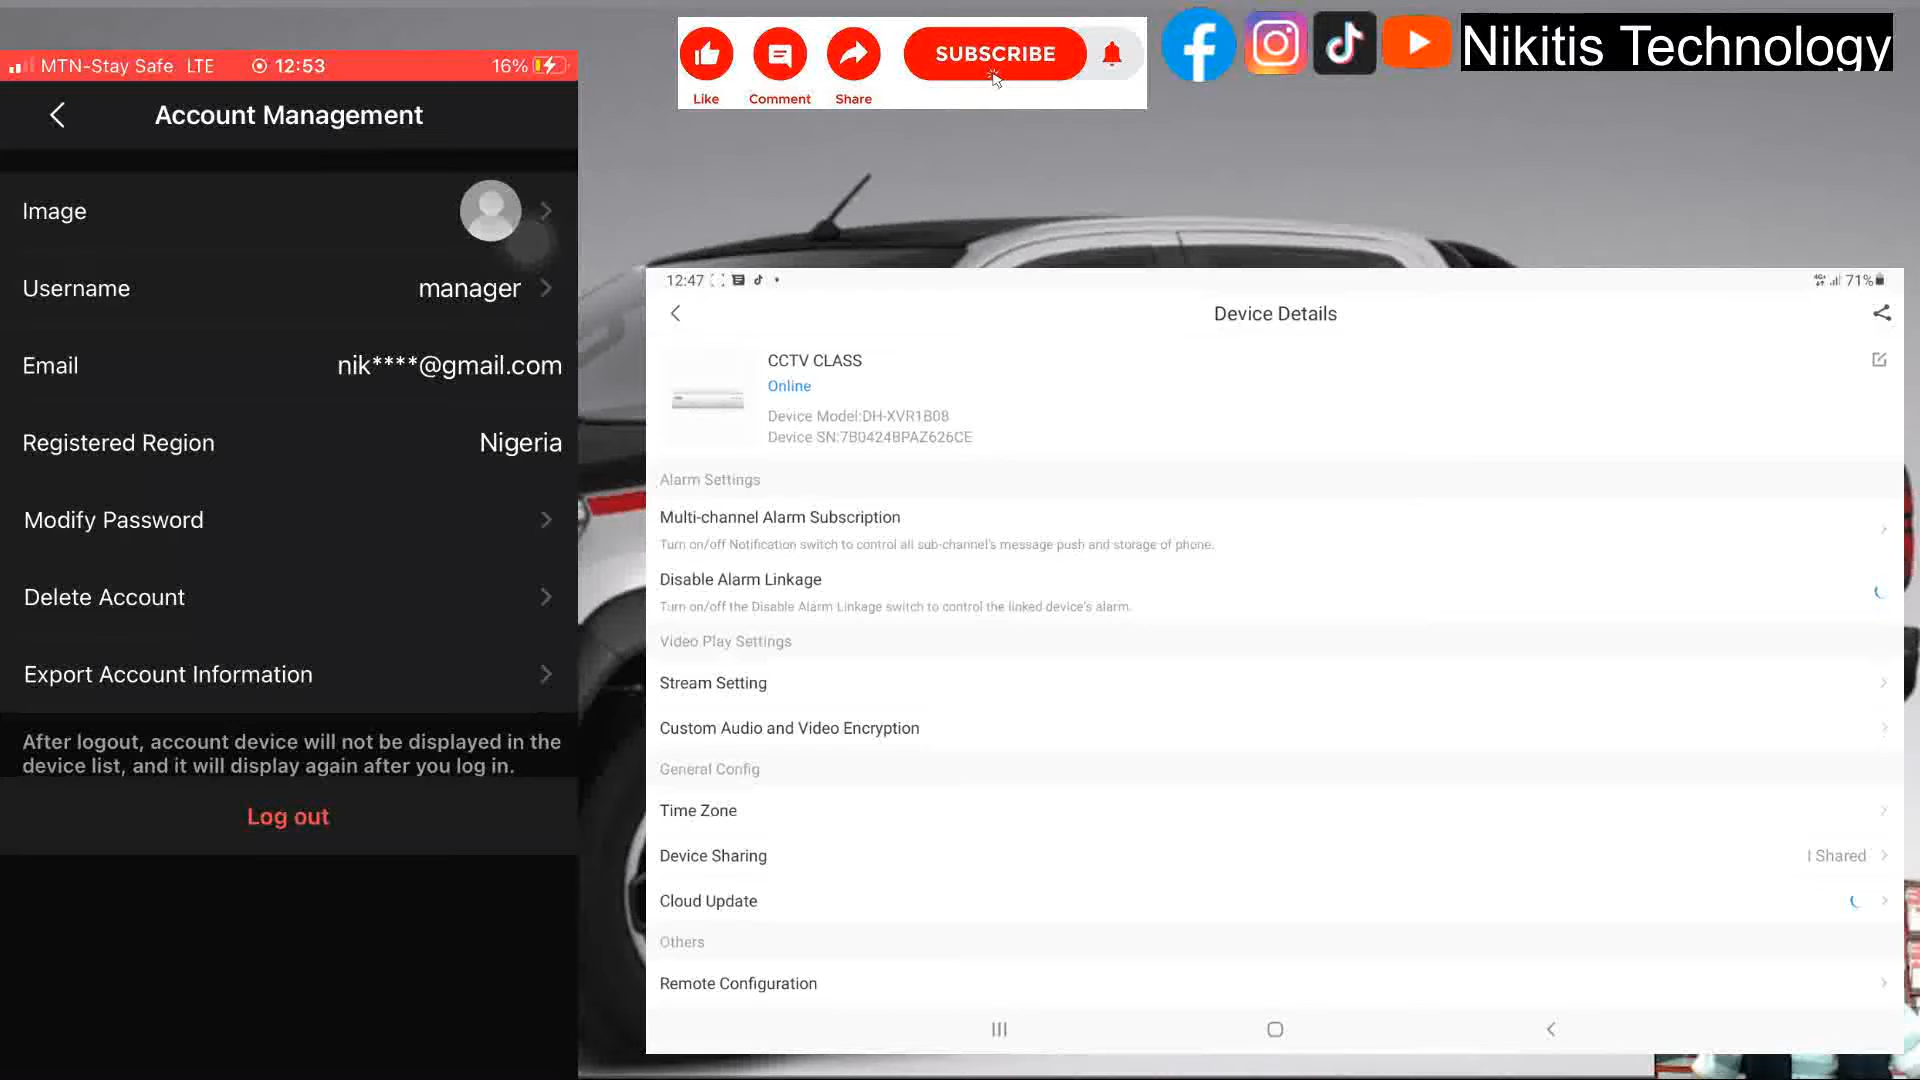 MTN-Stay Safe LTE 12:53 16%
Account Management
Image
Username manager
Email nik****@gmail.com
Registered Region Nigeria
Modify Password
Delete Account
Export Account Information
After logout, account device will not be displayed in the
device list, and it will display again after you log in.
Log out
SUBSCRIBE
Like Comment Share
Nikitis Technology
12:47 71%
Device Details
CCTV CLASS
Online
Device Model:DH-XVR1B08
Device SN:7B0424BPAZ626CE
Alarm Settings
Multi-channel Alarm Subscription
Turn on/off Notification switch to control all sub-channel's message push and storage of phone.
Disable Alarm Linkage
Turn on/off the Disable Alarm Linkage switch to control the linked device's alarm.
Video Play Settings
Stream Setting
Custom Audio and Video Encryption
General Config
Time Zone
Device Sharing I Shared
Cloud Update
Others
Remote Configuration